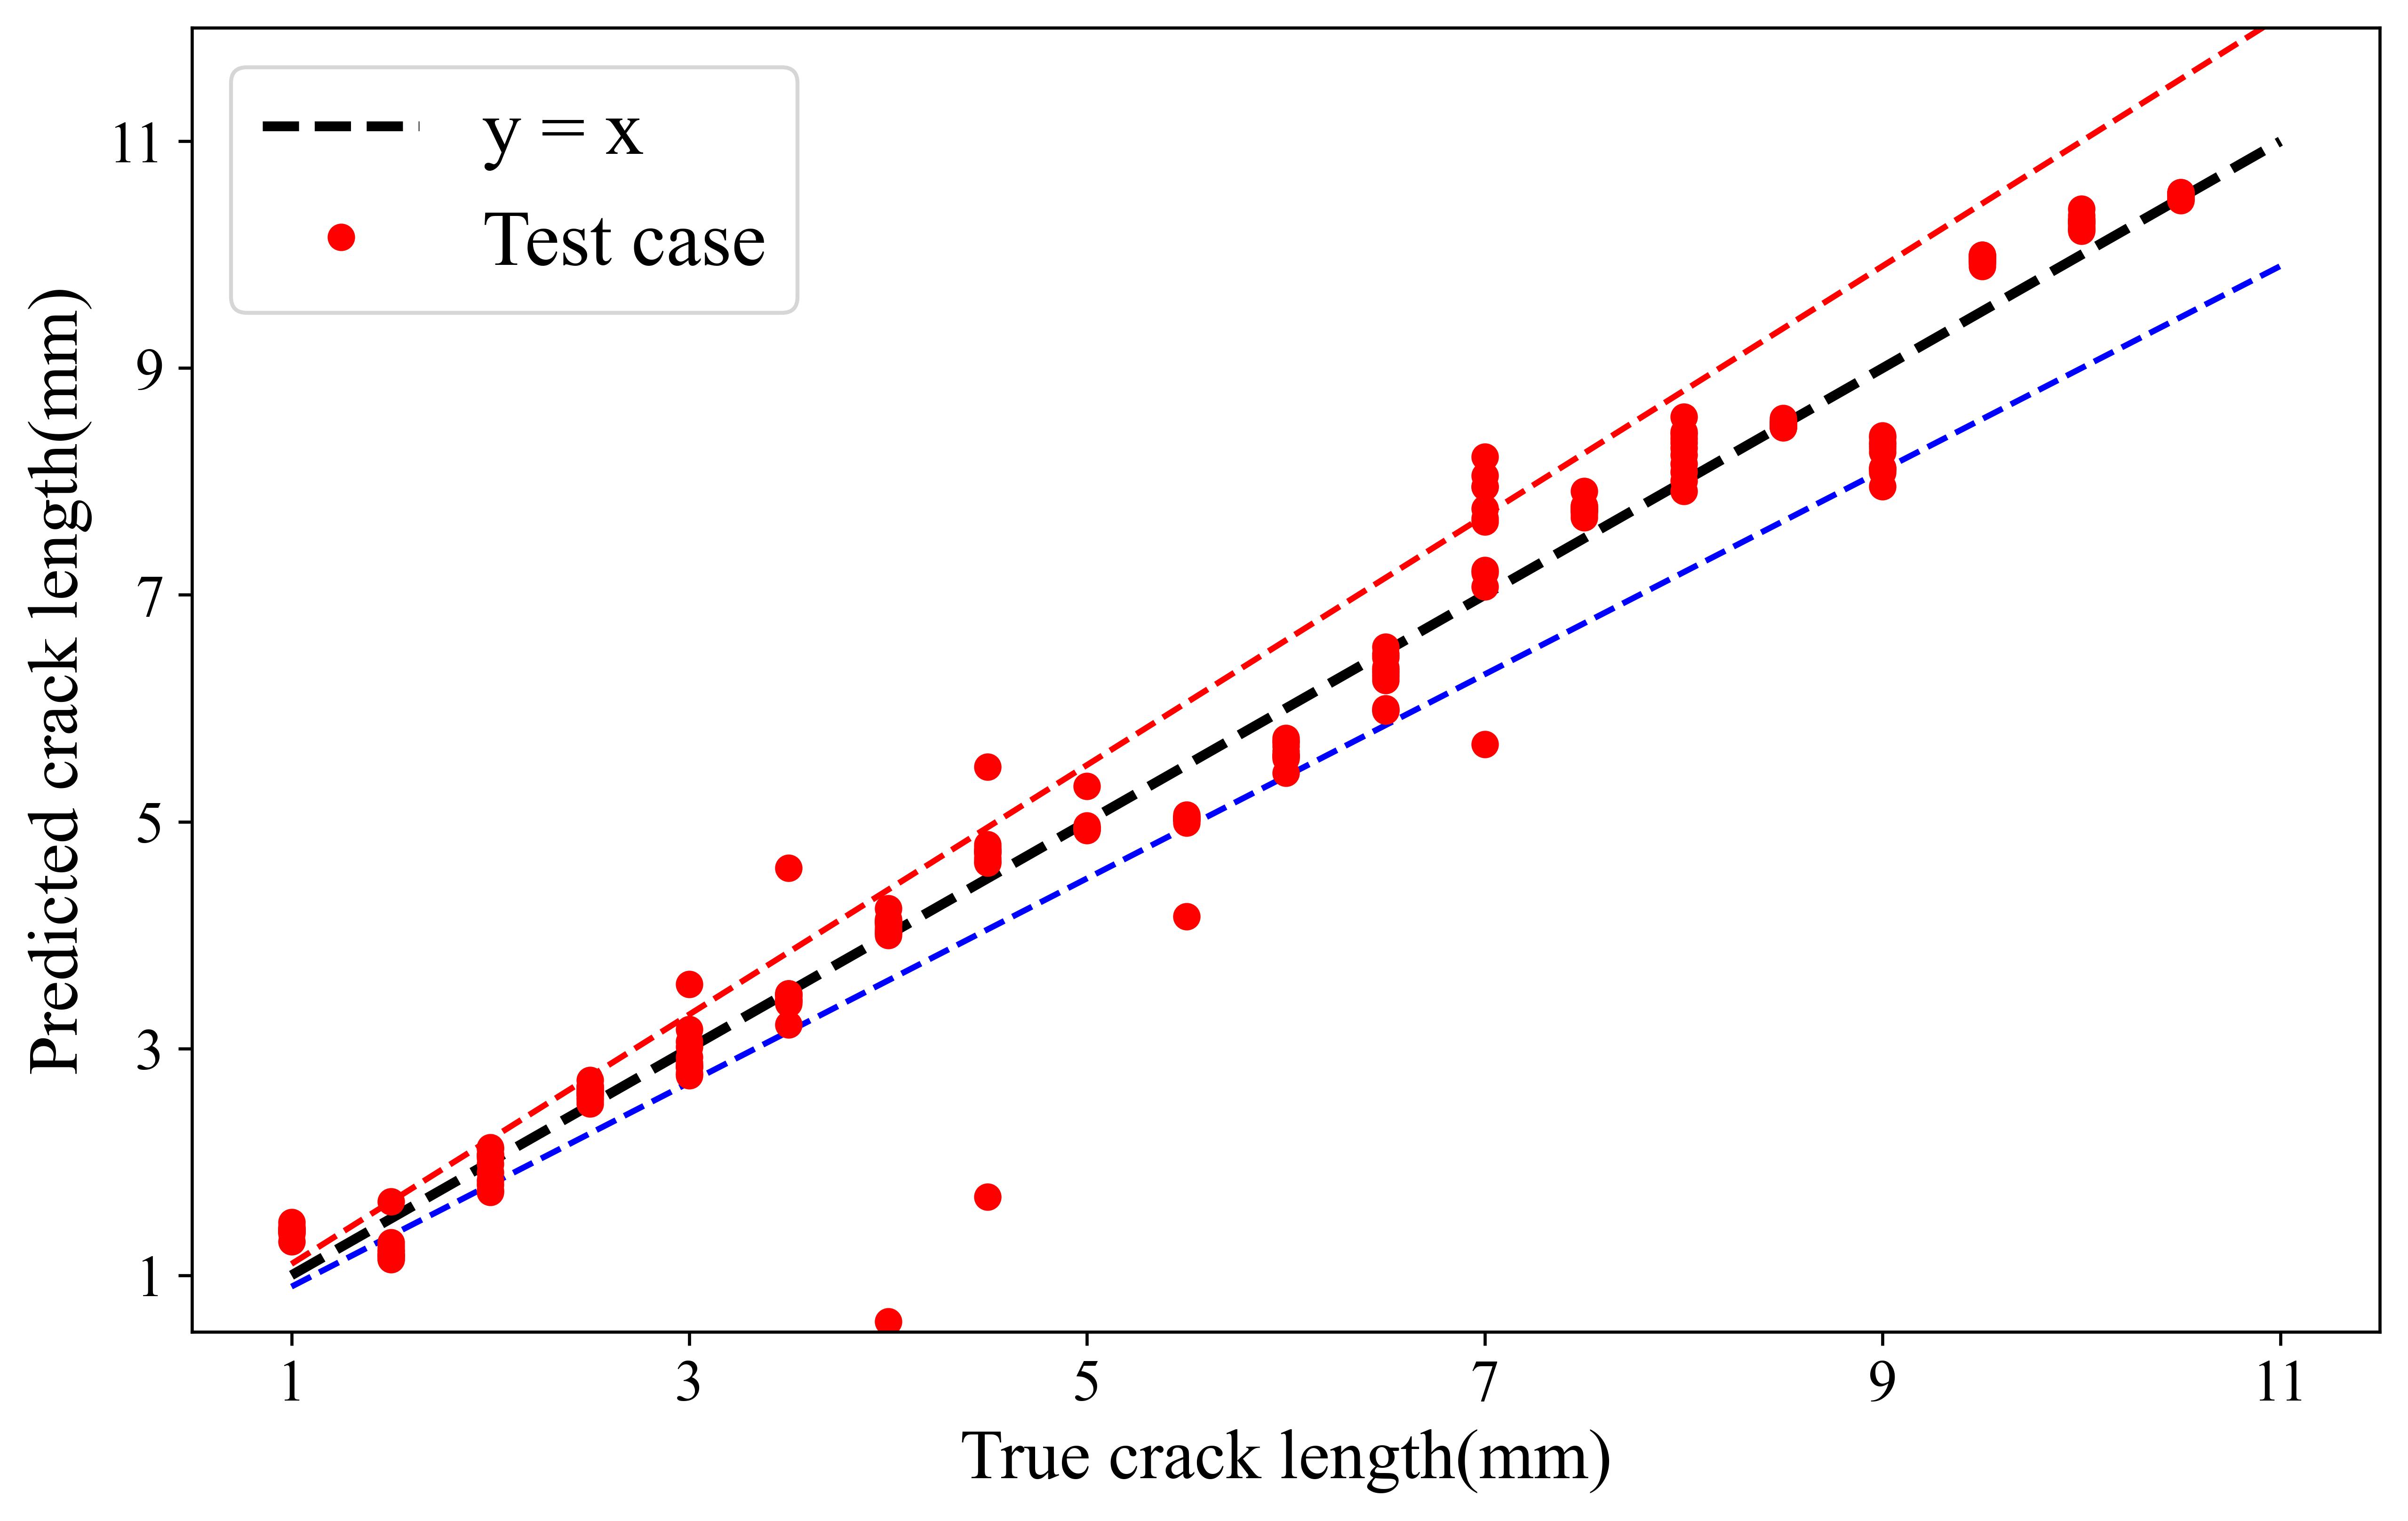 y = x
Test case
11
9
7
5
3
1
Predicted crack length(mm)
1 3 5 7 9 11
True crack length(mm)